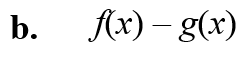 b. f(x) – g(x)